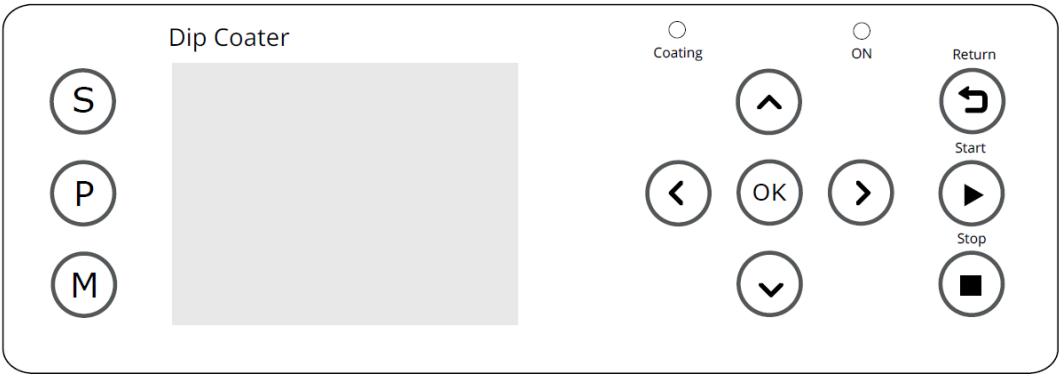 Dip Coater
Coating
ON
Return
S
Start
P
OK
Stop
M